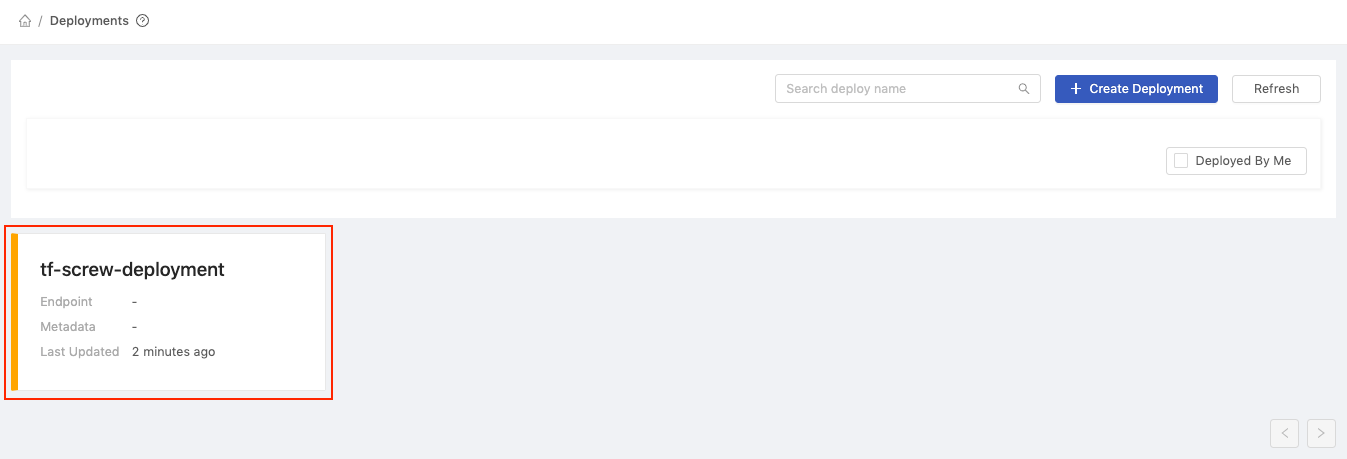 / Deployments
Search deploy name
+ Create Deployment
Refresh
Deployed By Me
tf-screw-deployment
Endpoint -
Metadata -
Last Updated 2 minutes ago